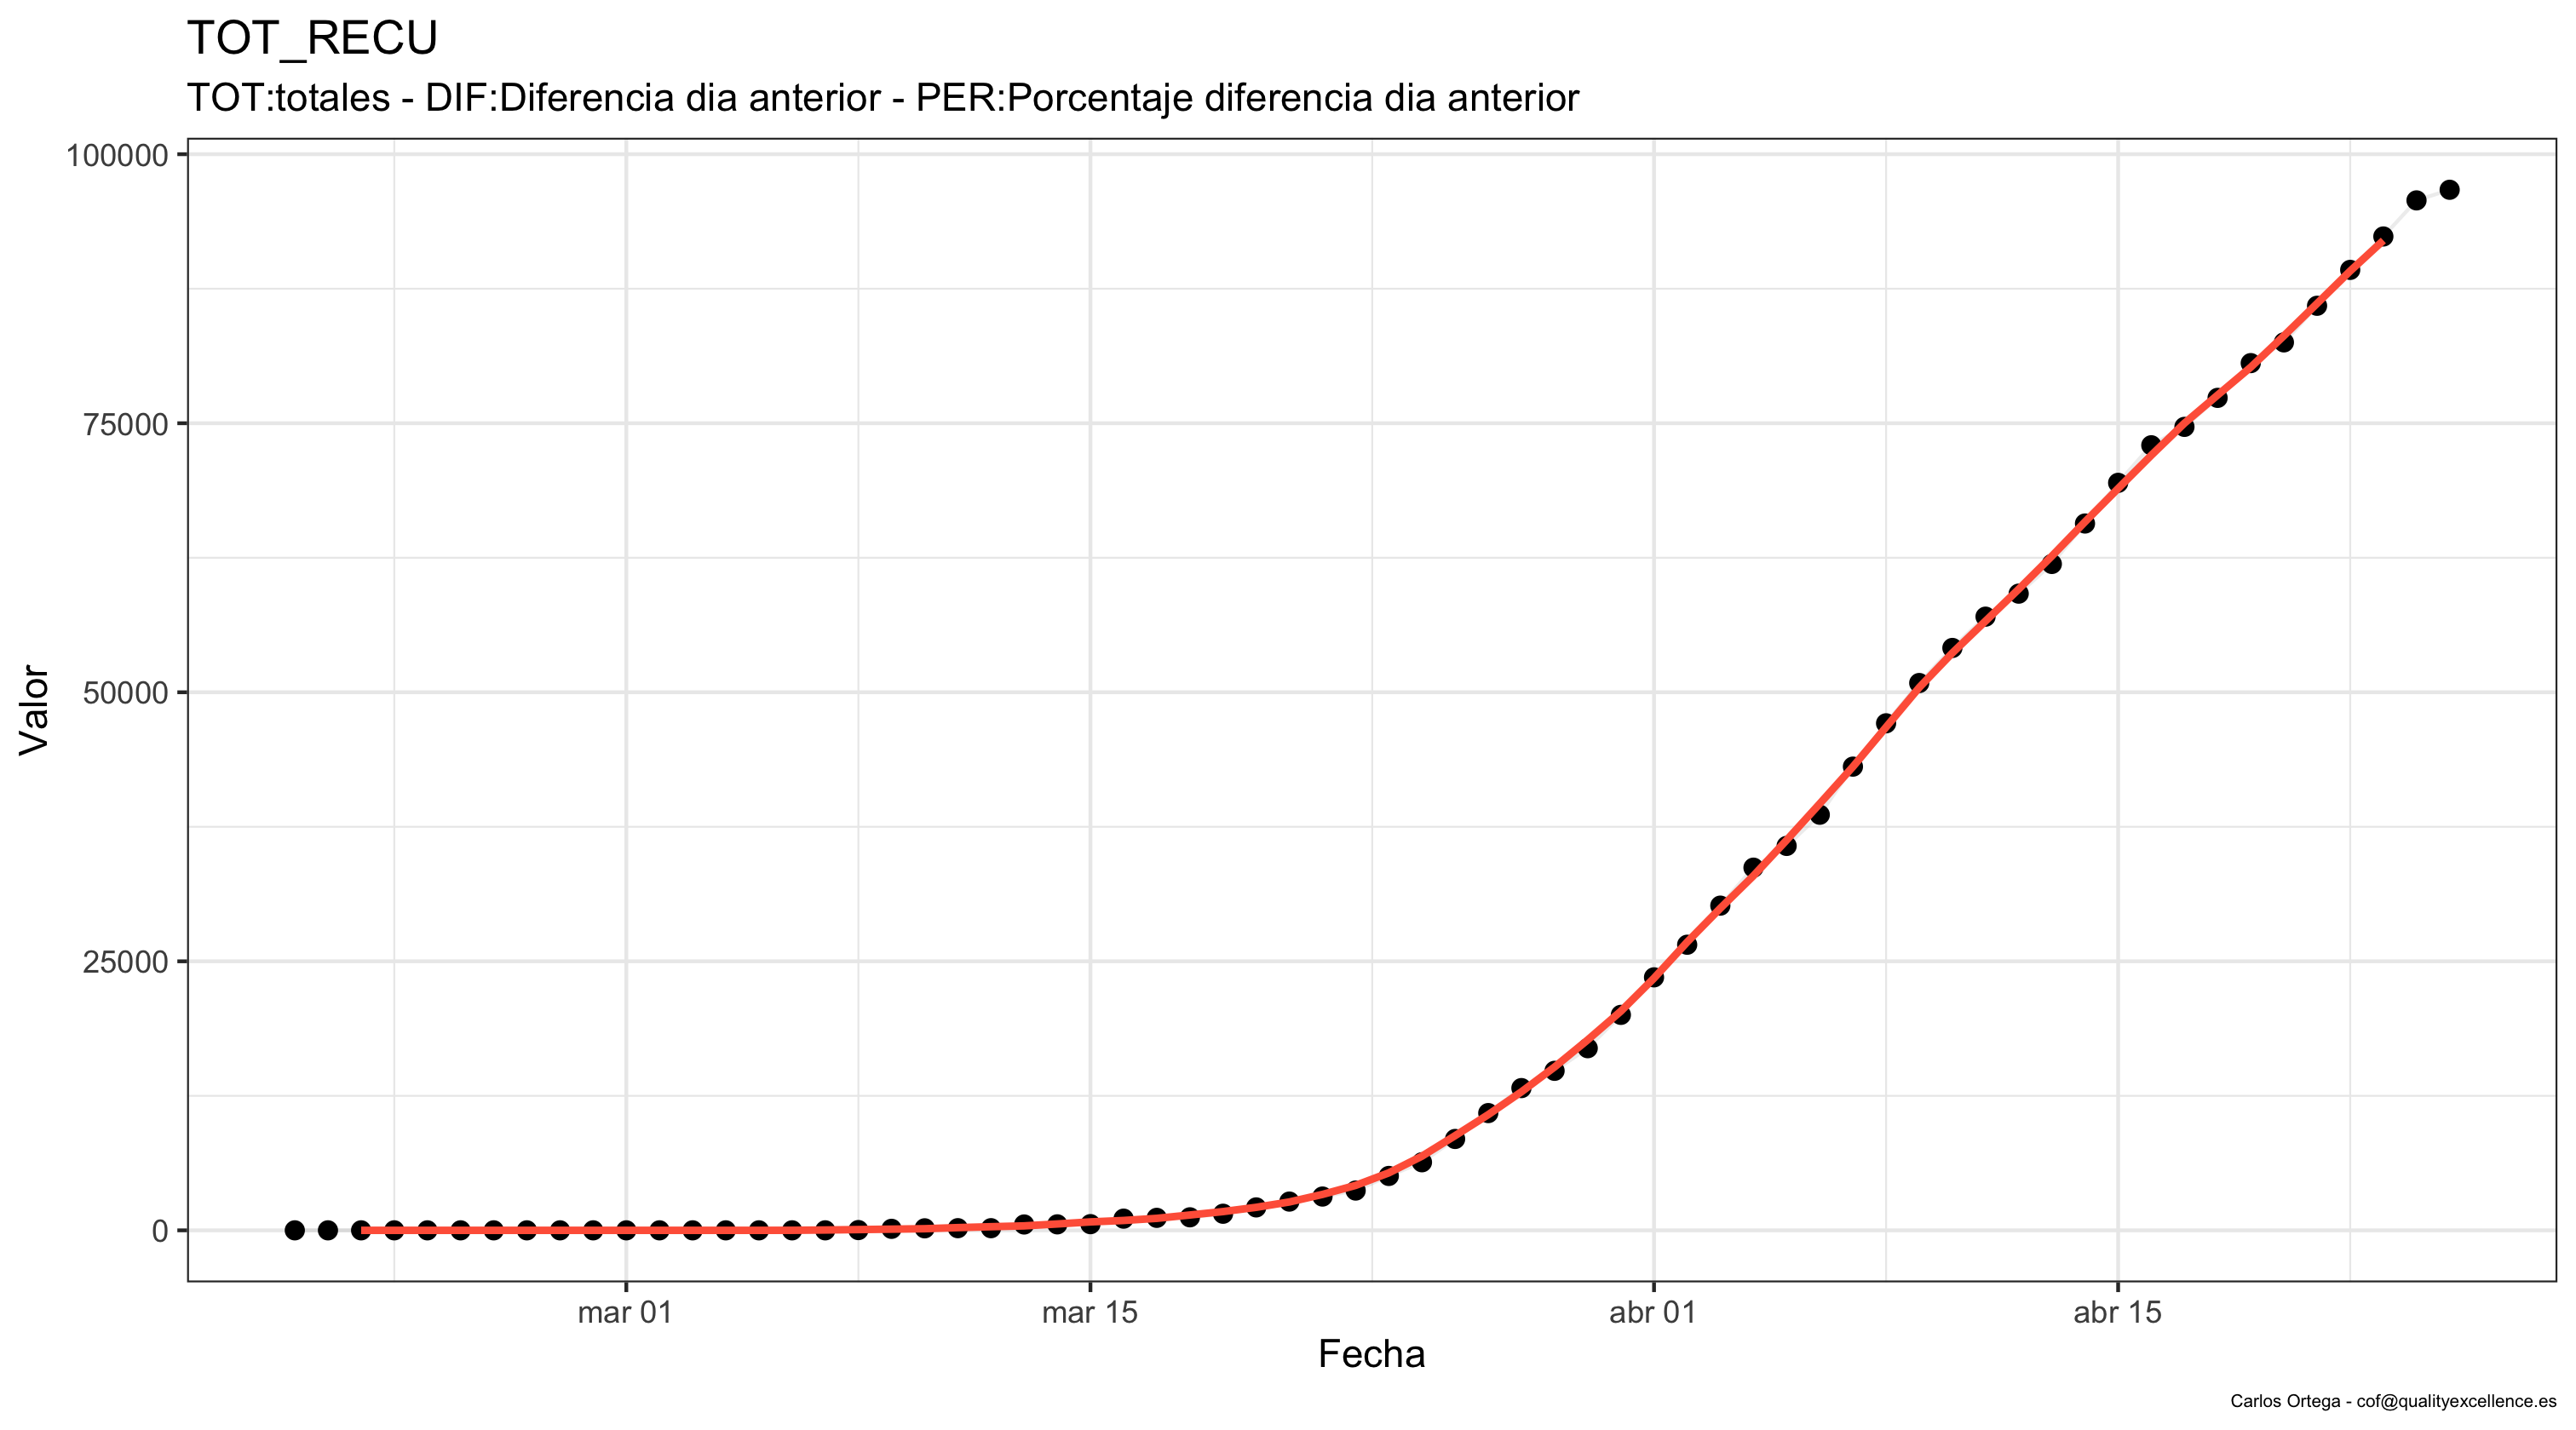 TOT_RECU
TOT:totales - DIF:Diferencia dia anterior - PER:Porcentaje diferencia dia anterior
100000
75000
50000
25000
0
Valor
mar 01
mar 15
abr 01
abr 15
Fecha
Carlos Ortega - cof@qualityexcellence.es